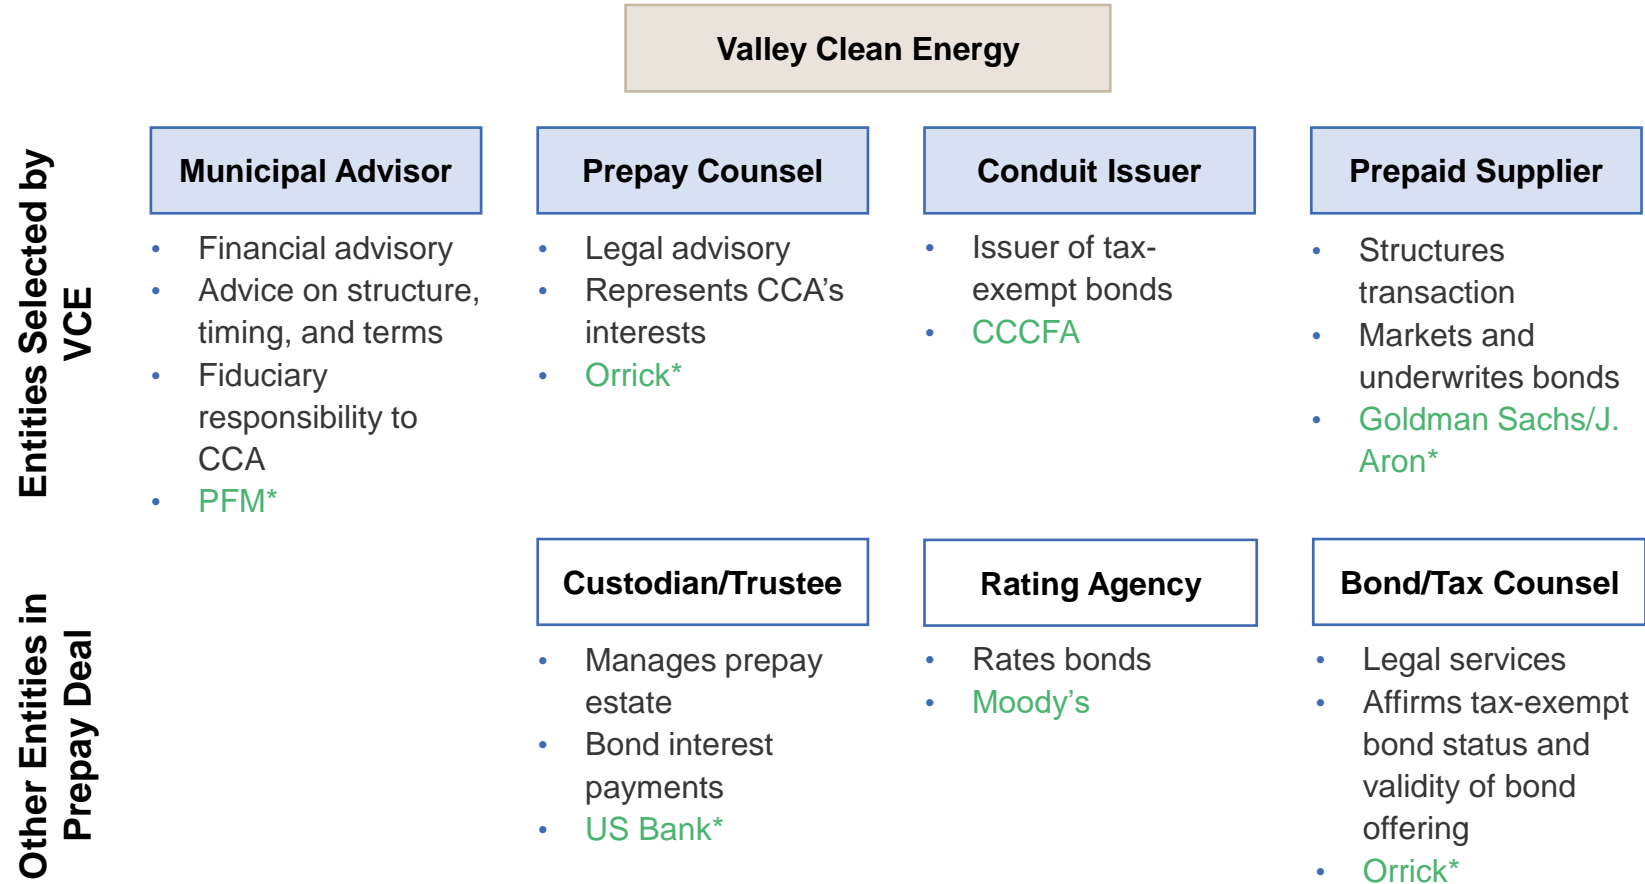 Valley Clean Energy
Entities Selected by
VCE
Municipal Advisor
• Financial advisory
• Advice on structure,
timing, and terms
• Fiduciary
responsibility to
CCA
• PFM*
Prepay Counsel
• Legal advisory
• Represents CCA’s
interests
• Orrick*
Conduit Issuer
• Issuer of tax-
exempt bonds
• CCCFA
Prepaid Supplier
• Structures
transaction
• Markets and
underwrites bonds
• Goldman Sachs/J.
Aron*
Other Entities in
Prepay Deal
Custodian/Trustee
• Manages prepay
estate
• Bond interest
payments
• US Bank*
Rating Agency
• Rates bonds
• Moody’s
Bond/Tax Counsel
• Legal services
• Affirms tax-exempt
bond status and
validity of bond
offering
• Orrick*